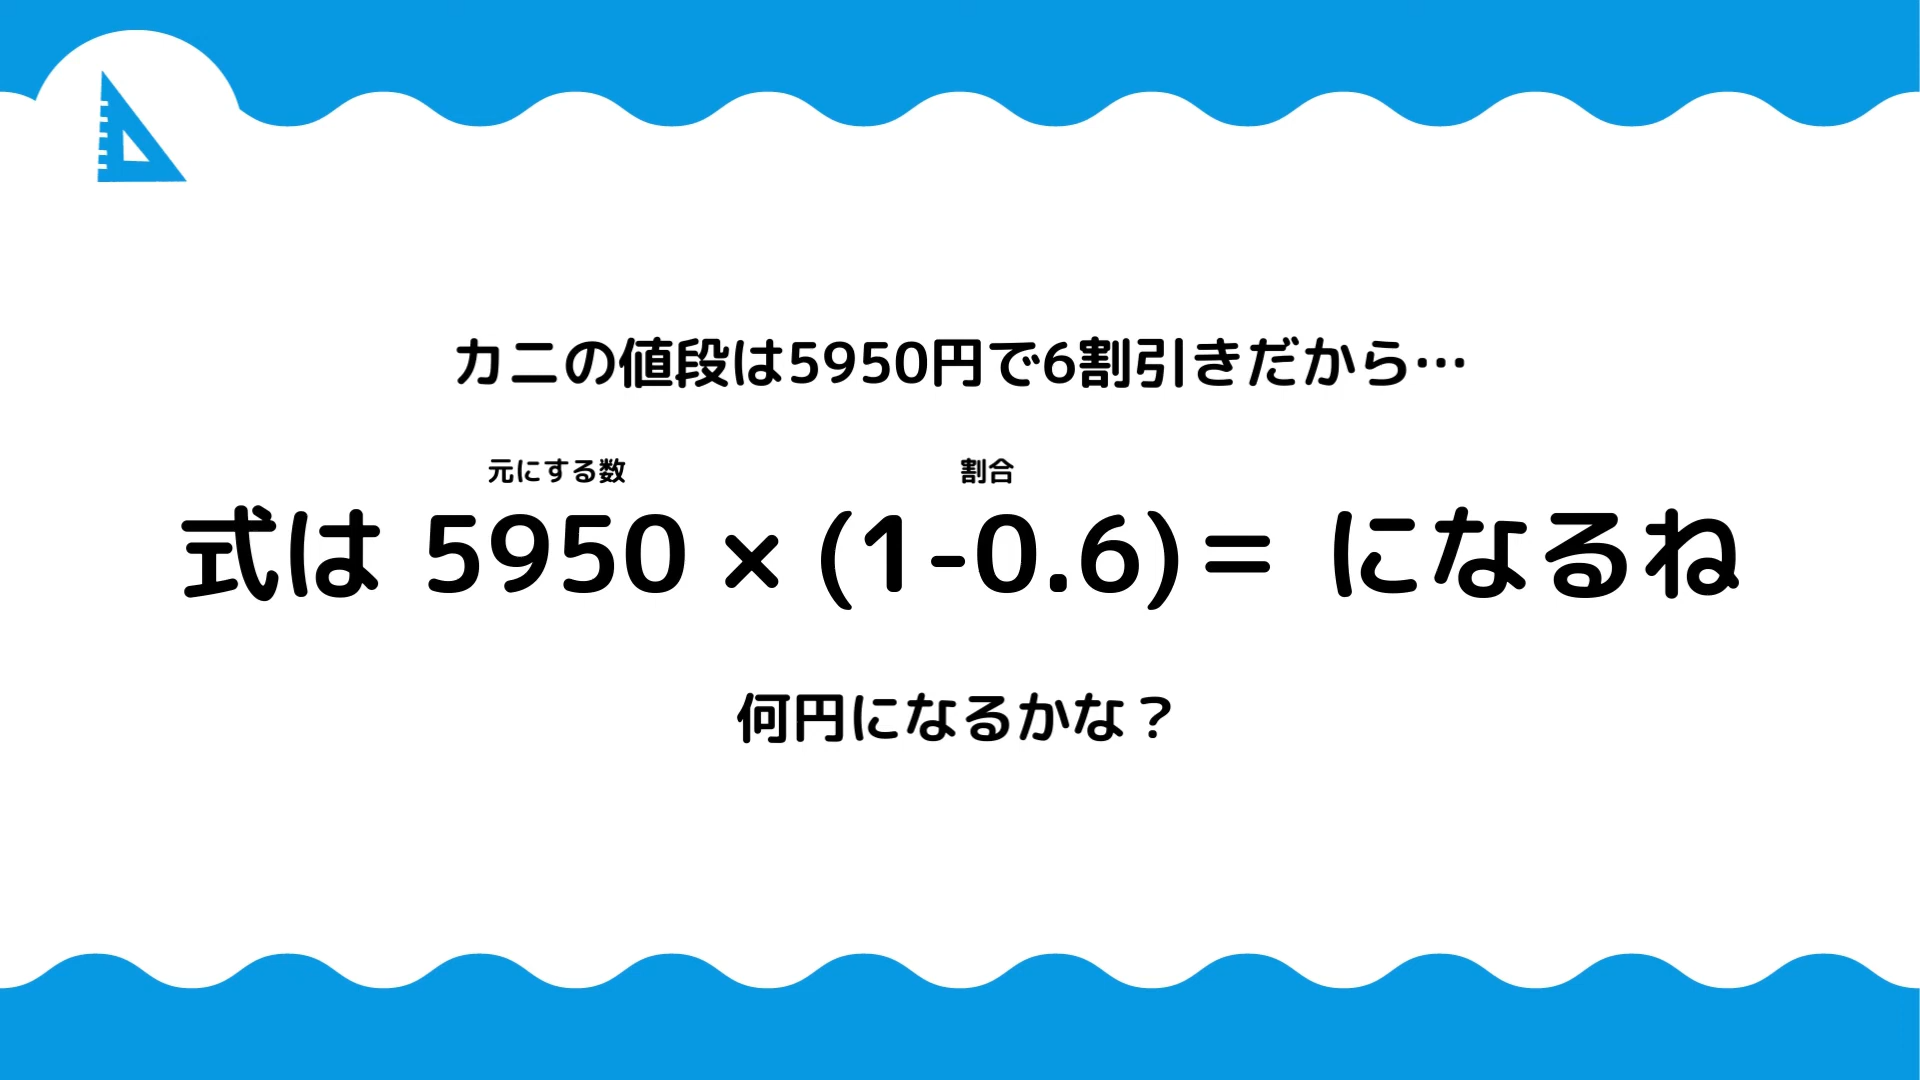 カニの値段は5950円で6割引きだから…
元にする数 割合
式は 5950 × (1-0.6)= になるね
何円になるかな？